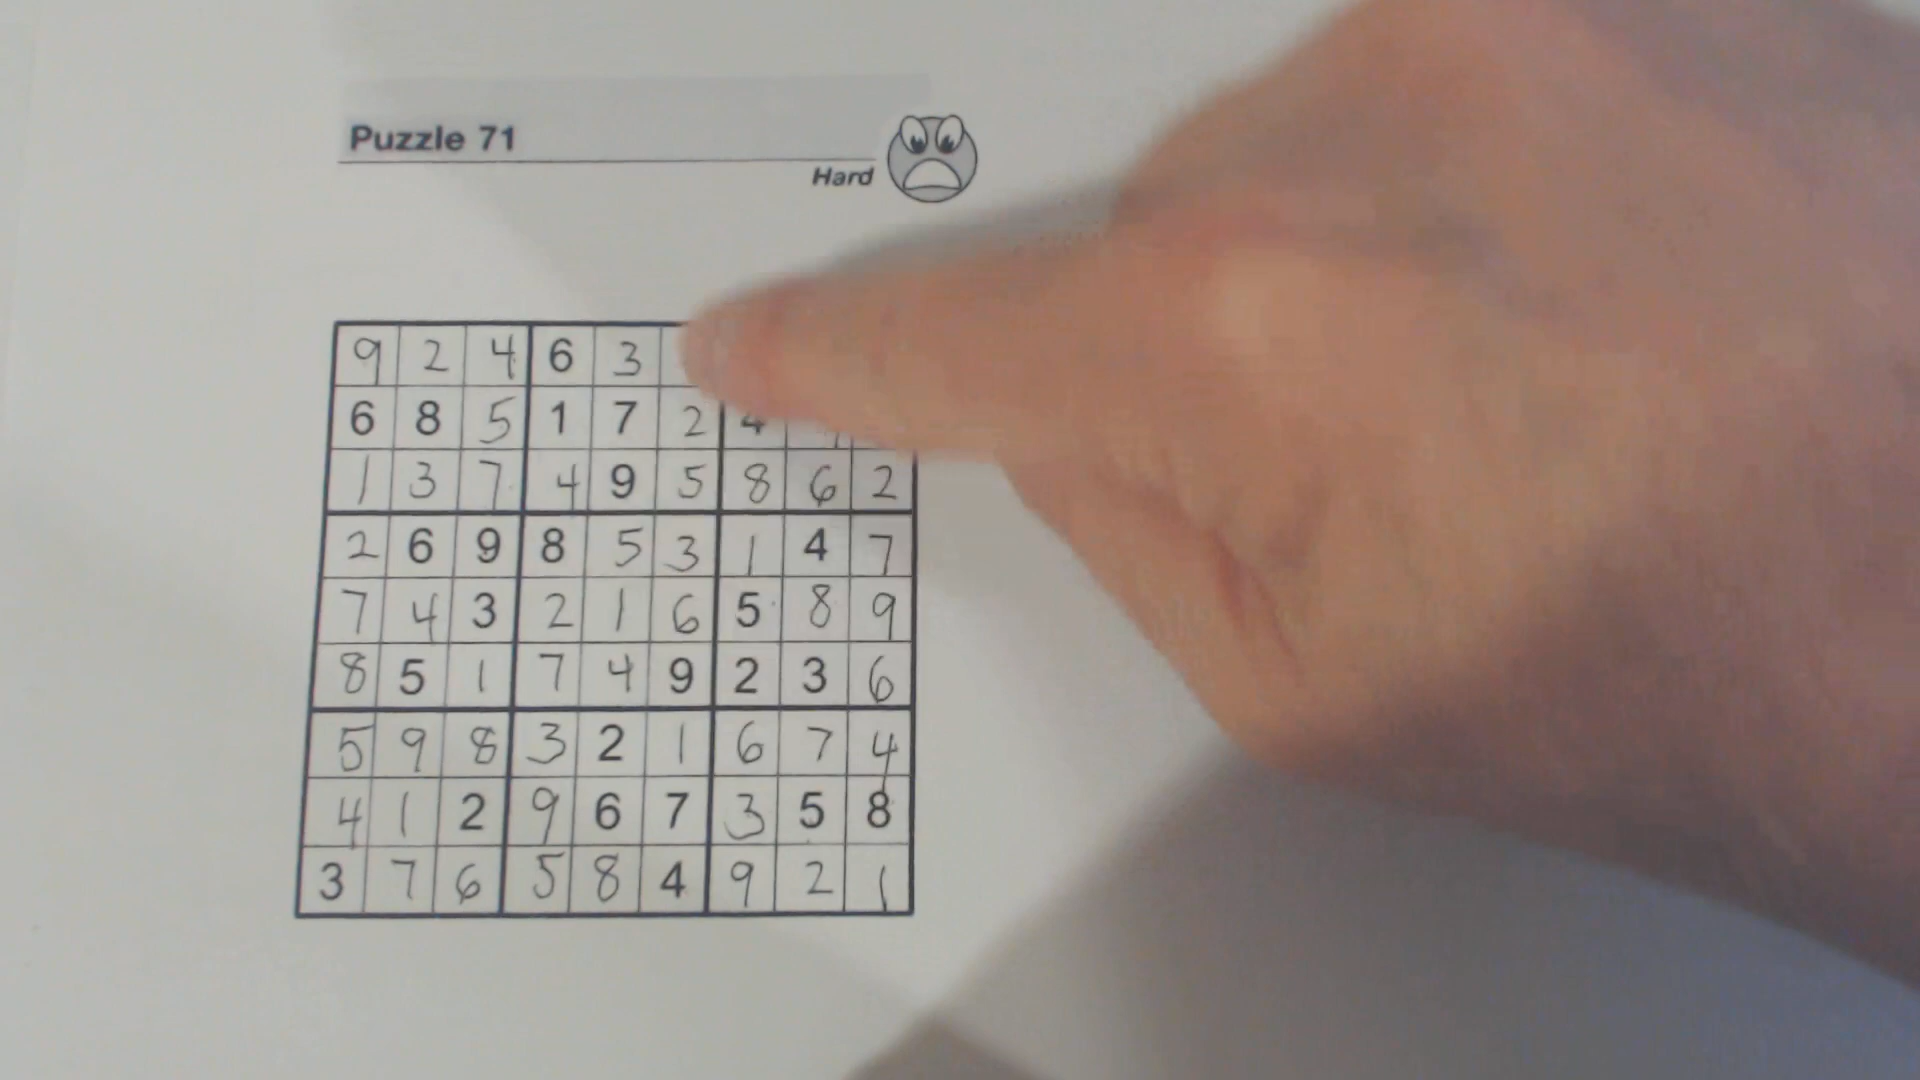 Puzzle 71
Hard
9 2 4 6 3
6 8 5 1 7 2 4
1 3 7 4 9 5 8 6 2
2 6 9 8 5 3 1 4 7
7 4 3 2 1 6 5 8 9
8 5 1 7 4 9 2 3 6
5 9 8 3 2 1 6 7 4
4 1 2 9 6 7 3 5 8
3 7 6 5 8 4 9 2 1